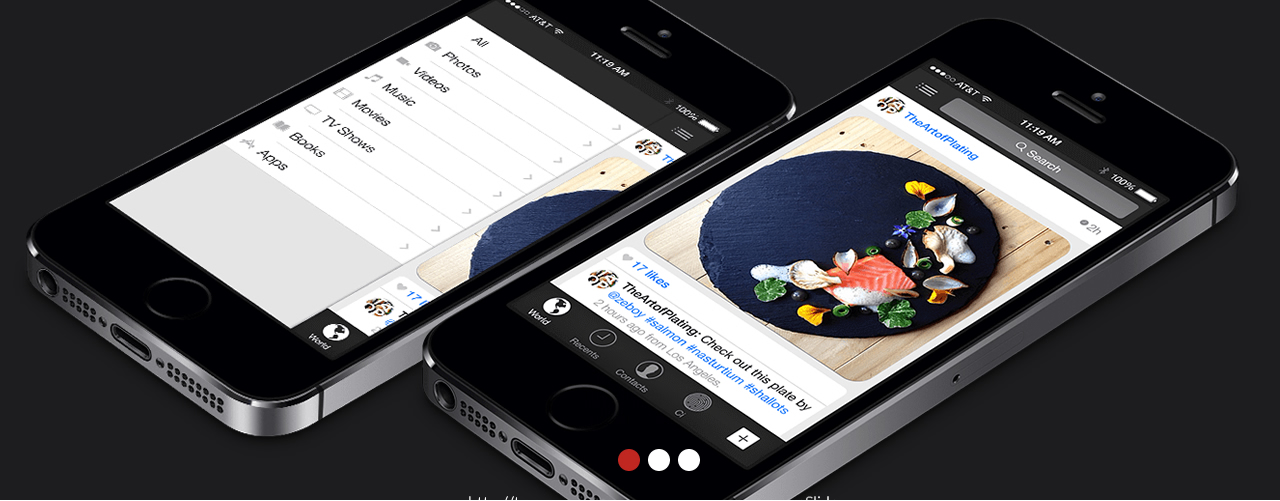 AT&T
11:19 AM
100%
All
Photos
Videos
Music
Movies
TV Shows
Books
Apps
17
World
AT&T
11:19 AM
100%
Search
TheArtofPlating
2h
17 likes
TheArtofPlating: Check out this plate by
@zeboy #salmon #nasturtium #shallots
2 hours ago from Los Angeles.
World
Recents
Contacts